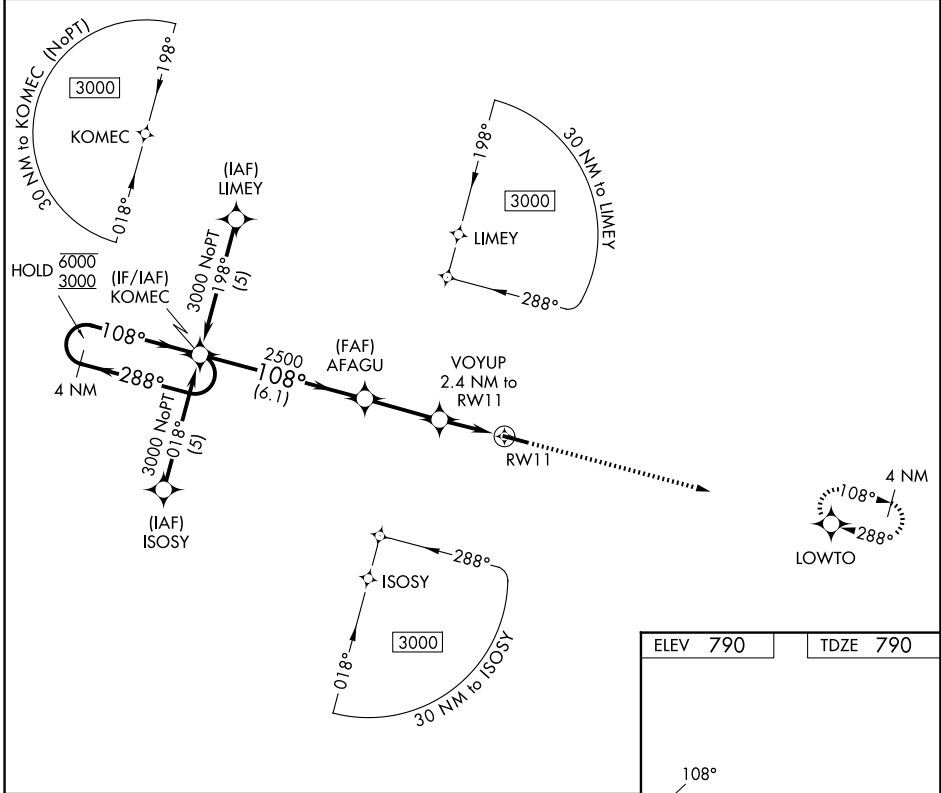 30 NM to KOMEC (NoPT)
198°
3000
KOMEC
018°
(IAF)
LIMEY
198°
30 NM to LIMEY
3000
LIMEY
288°
HOLD
6000
3000
(IF/IAF)
KOMEC
3000 NoPT
198°
(5)
108°
288°
4 NM
2500
108°
(6.1)
(FAF)
AFAGU
VOYUP
2.4 NM to
RW11
RW11
3000 NoPT
018°
(5)
(IAF)
ISOSY
4 NM
108°
288°
LOWTO
288°
ISOSY
3000
018°
30 NM to ISOSY
ELEV 790
TDZE 790
108°